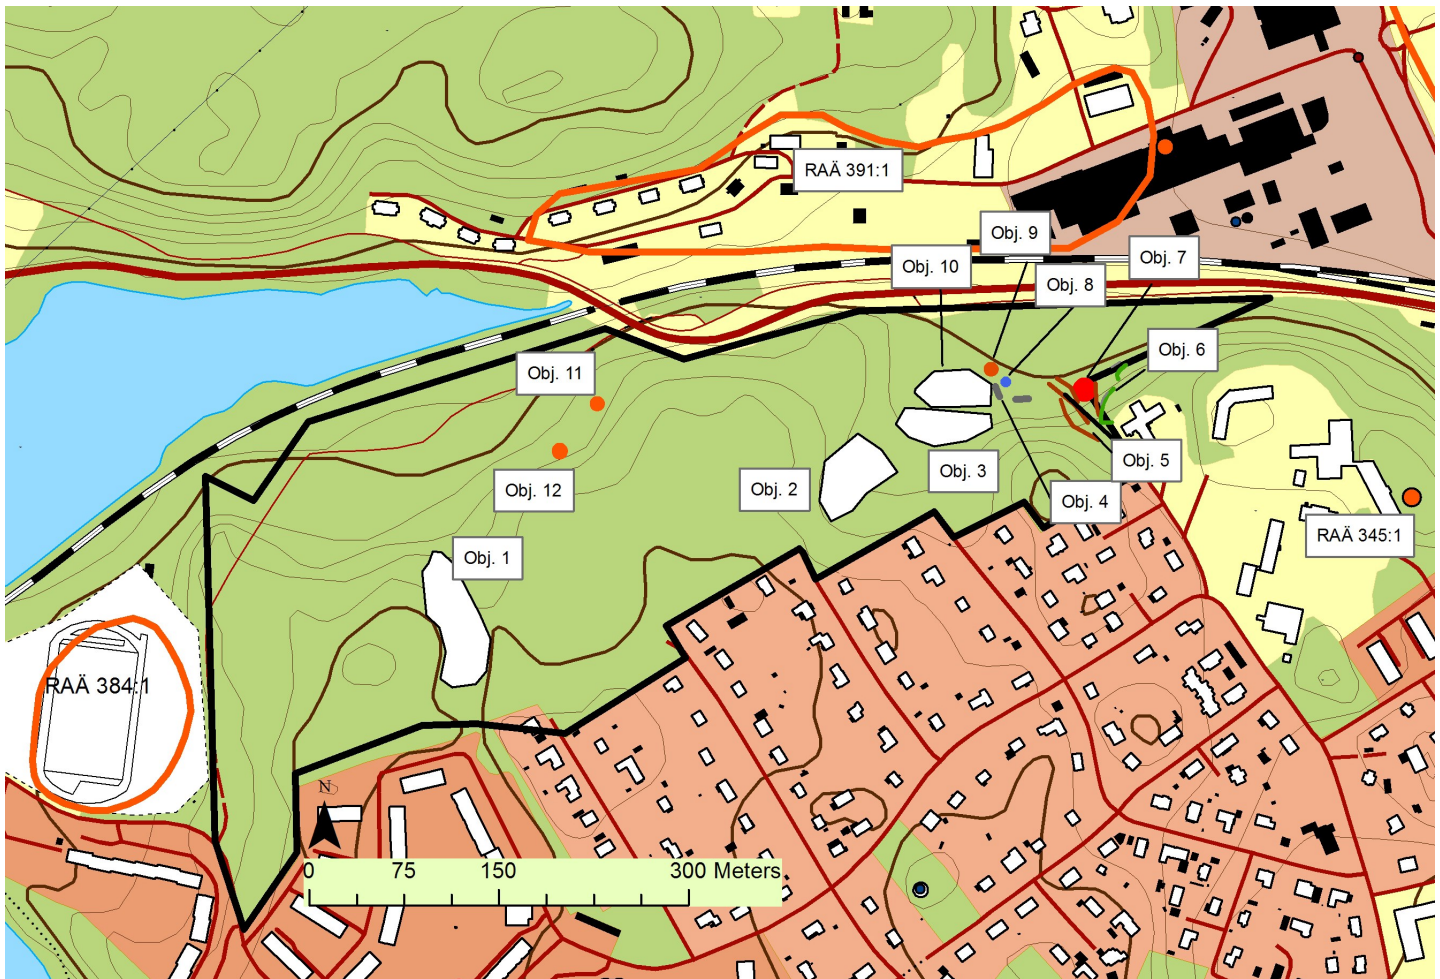 RAÄ 391:1
Obj. 9
Obj. 7
Obj. 10
Obj. 8
Obj. 6
Obj. 11
Obj. 5
Obj. 3
Obj. 2
Obj. 12
Obj. 4
RAÄ 345:1
Obj. 1
RAÄ 384:1
N
0 75 150 300 Meters